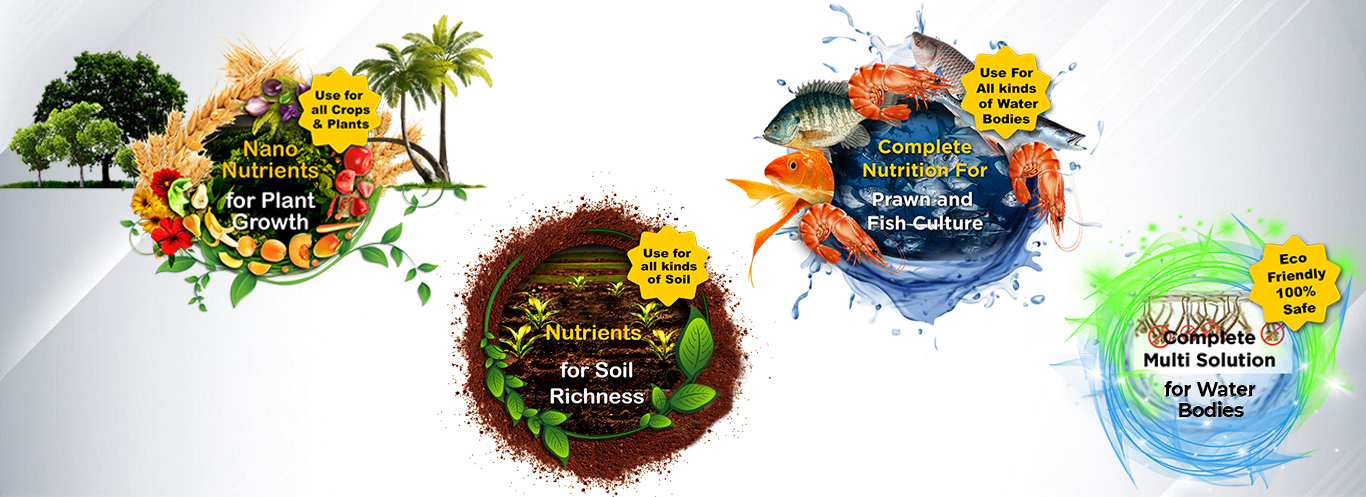 Use for
all Crops
& Plants
Nano
Nutrients
for Plant
Growth
Use for
all kinds
of Soil
Nutrients
for Soil
Richness
Use For
All kinds
of Water
Bodies
Complete
Nutrition For
Prawn and
Fish Culture
Eco
Friendly
100%
Safe
Complete
Multi Solution
for Water
Bodies